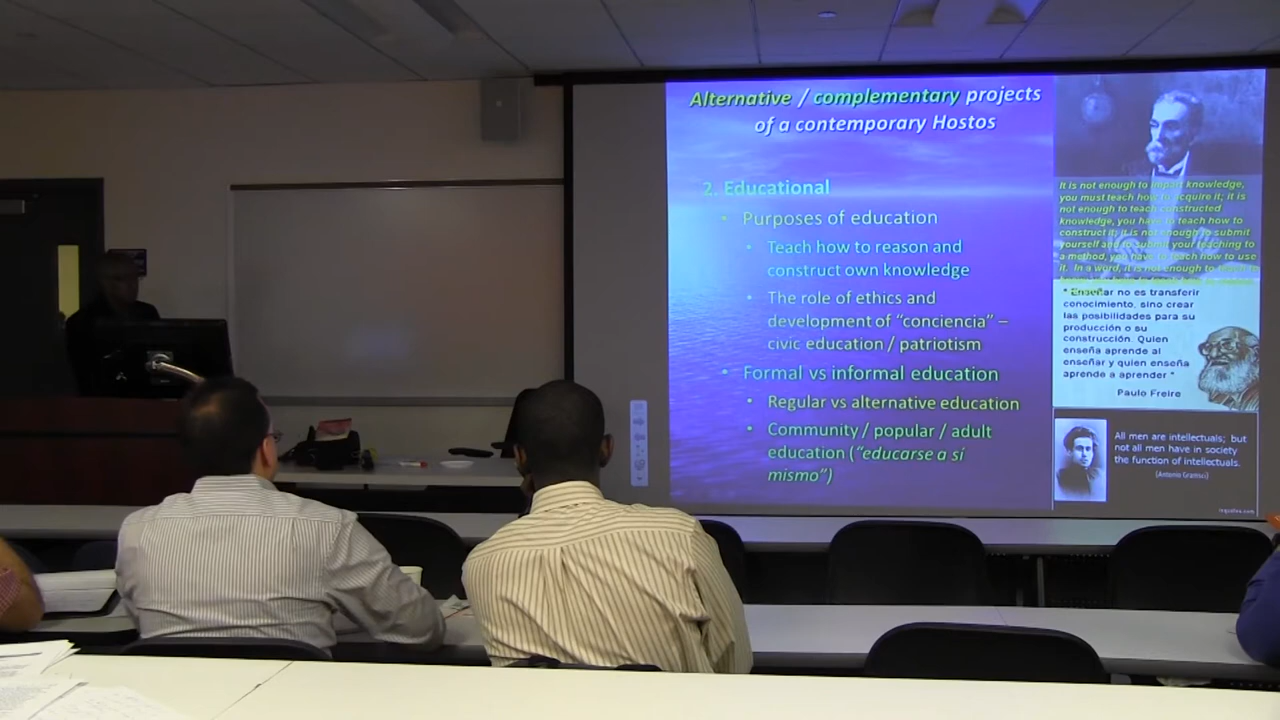 Alternative / complementary projects
of a contemporary Hostos
2. Educational
• Purposes of education
• Teach how to reason and
construct own knowledge
• The role of ethics and
development of “conciencia” –
civic education / patriotism
• Formal vs informal education
• Regular vs alternative education
• Community / popular / adult
education (“educarse a sí
mismo”)
It is not enough to impart knowledge,
you must teach how to acquire it; it is
not enough to teach constructed
knowledge, you have to teach how to
construct it; it is not enough to submit
yourself and to submit your teaching to
a method, you have to teach how to use
it. In a word, it is not enough to teach to
" Enseñar no es transferir
conocimiento, sino crear
las posibilidades para su
producción o su
construcción. Quien
enseña aprende al
enseñar y quien enseña
aprende a aprender "
Paulo Freire
All men are intellectuals; but
not all men have in society
the function of intellectuals.
(Antonio Gramsci)